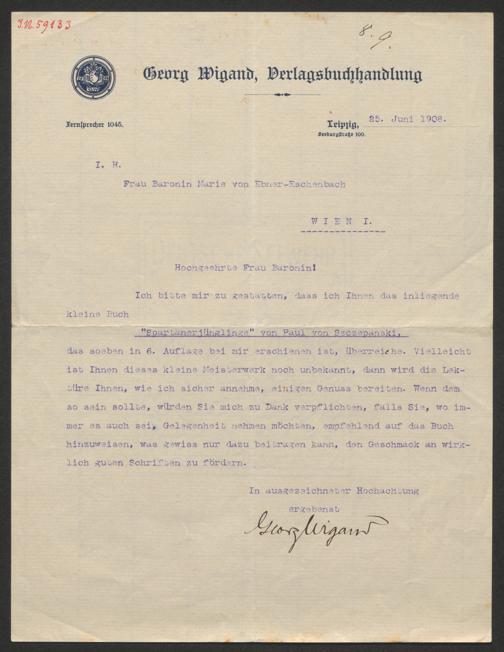 I.N. 59133
8. 9.
Georg Wigand, Verlagsbuchhandlung
Fernsprecher 1045.
Leipzig, 25. Juni 1908.
Seeburgstraße 100.
I. H.
Frau Baronin Marie von Ebner-Eschenbach
WIEN I.
Hochgeehrte Frau Baronin!
Ich bitte mir zu gestatten, dass ich Ihnen das inliegende
kleine Buch
"Spartanerjünglinge" von Paul von Szczepanski,
das soeben in 6. Auflage bei mir erschienen ist, überreiche. Vielleicht
ist Ihnen dieses kleine Meisterwerk noch unbekannt, dann wird die Lek-
türe Ihnen, wie ich sicher annehme, einigen Genuss bereiten. Wenn dem
so sein sollte, würden Sie mich zu Dank verpflichten, falls Sie, wo im-
mer es auch sei, Gelegenheit nehmen möchten, empfehlend auf das Buch
hinzuweisen, was gewiss nur dazu beitragen kann, den Geschmack an wirk-
lich guten Schriften zu fördern.
In ausgezeichneter Hochachtung
ergebenst
Georg Wigand